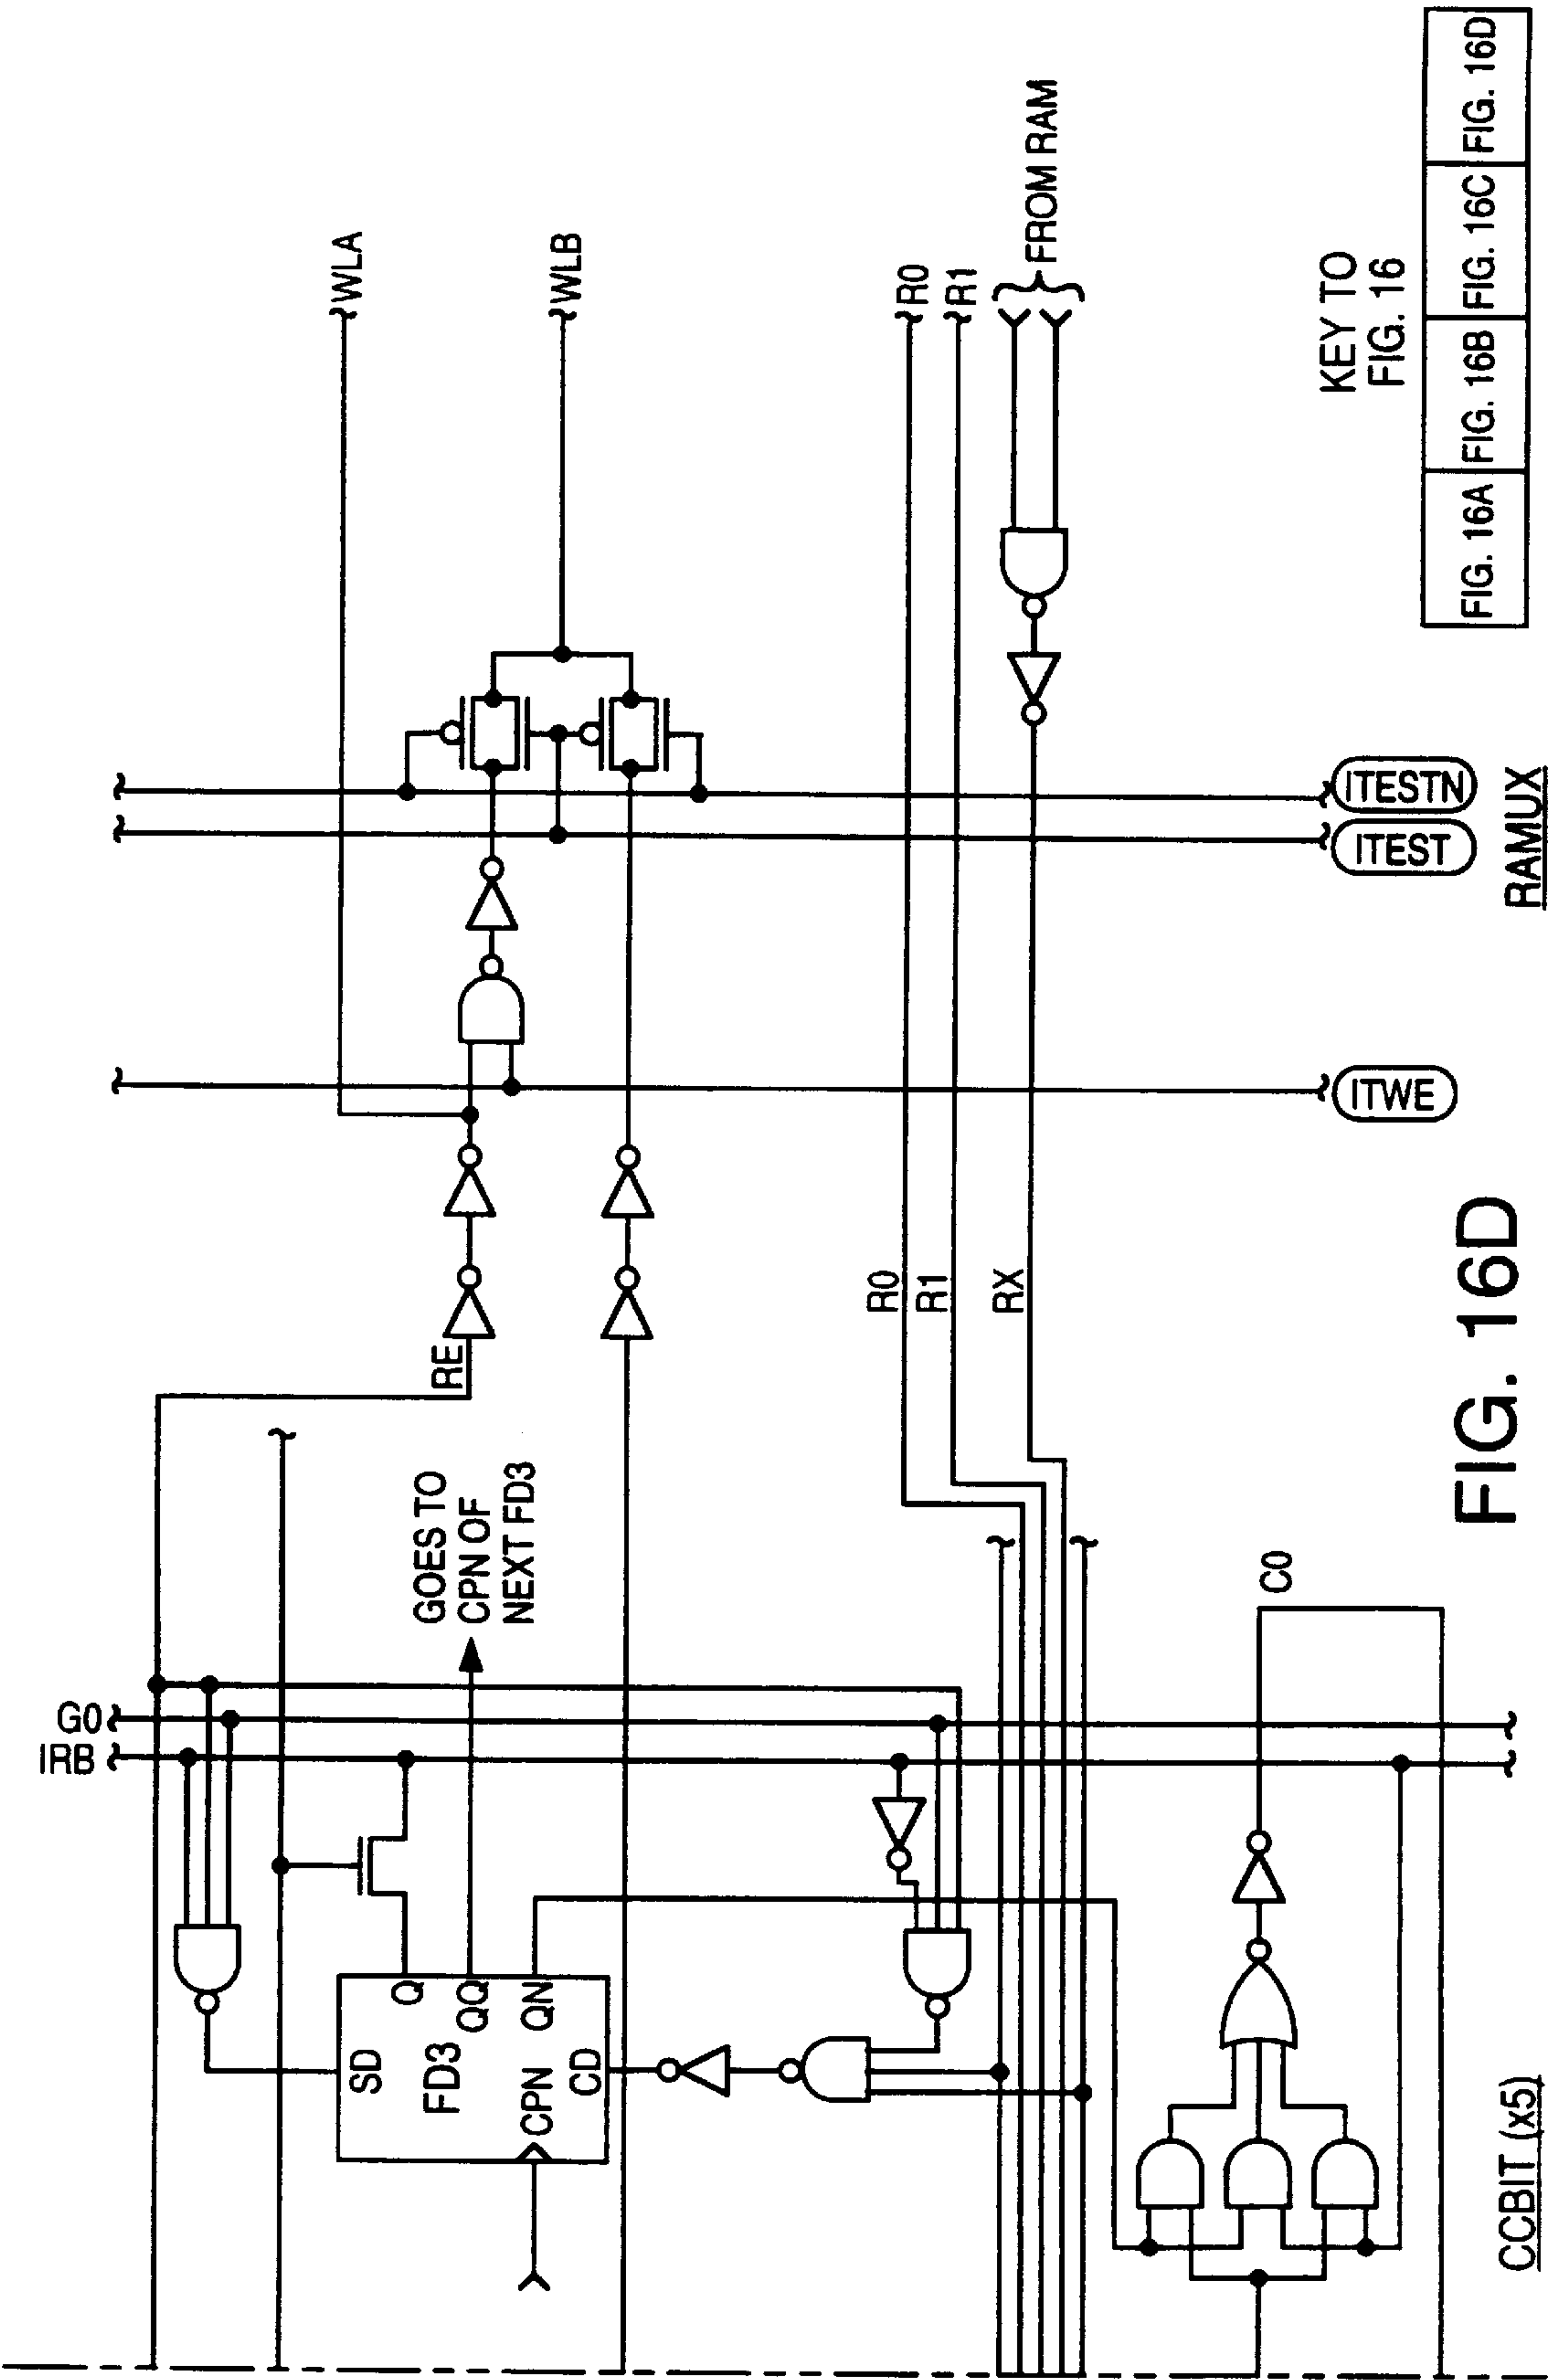 G0
IRB
SD
FD3
CPN
CD
Q
QQ
QN
GOES TO
CPN OF
NEXT FD3
RE
WLA
WLB
R0
R1
RX
R0
R1
FROM RAM
C0
CCBIT (x5)
ITWE
ITEST
ITESTN
RAMUX
KEY TO
FIG. 16
FIG. 16A FIG. 16B FIG. 16C FIG. 16D
FIG. 16D